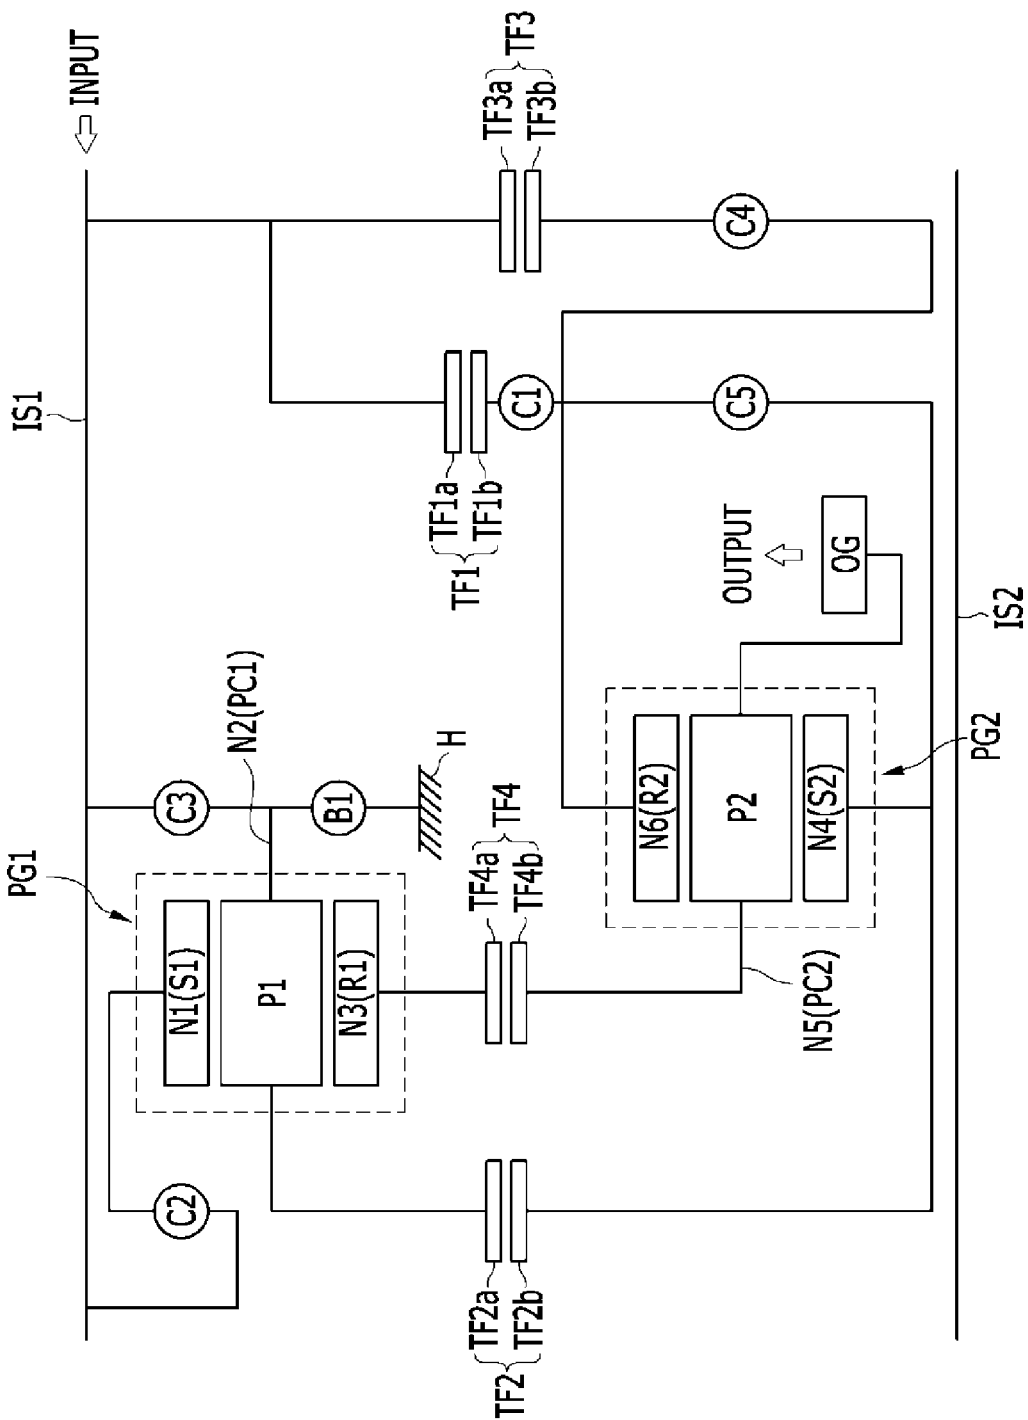 INPUT
IS1
TF3a
TF3b
TF3
C4
TF1a
TF1b
TF1
C1
C5
OUTPUT
OG
IS2
N2(PC1)
C3
B1
H
PG1
N1(S1)
P1
N3(R1)
TF4a
TF4b
TF4
N6(R2)
P2
N4(S2)
PG2
N5(PC2)
C2
TF2a
TF2b
TF2